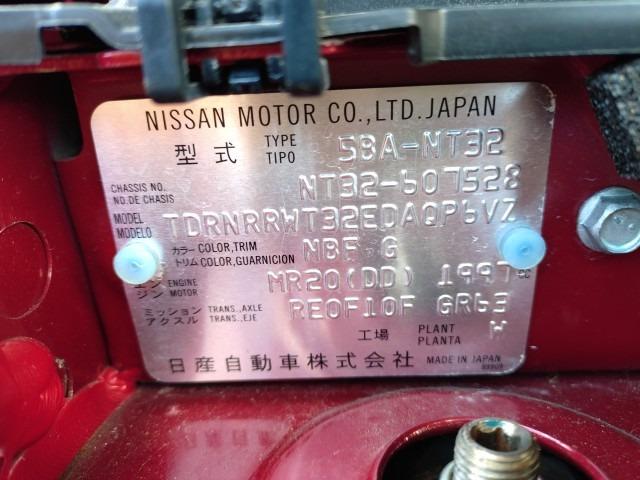 NISSAN MOTOR CO.,LTD.JAPAN
型式 TYPE TIPO 5BA-NT32
CHASSIS NO. NO.DE CHASIS NT32-607528
MODEL MODELO TDRNRRWT32EDAQP6VZ
カラー COLOR,TRIM トリム COLOR,GUARNICION NBF G
エンジン ENGINE MOTOR MR20(DD) 1997 cc
ミッション TRANS.,AXLE アクスル TRANS.,EJE RE0F10F GR63
工場 PLANT PLANTA W
日産自動車株式会社 MADE IN JAPAN